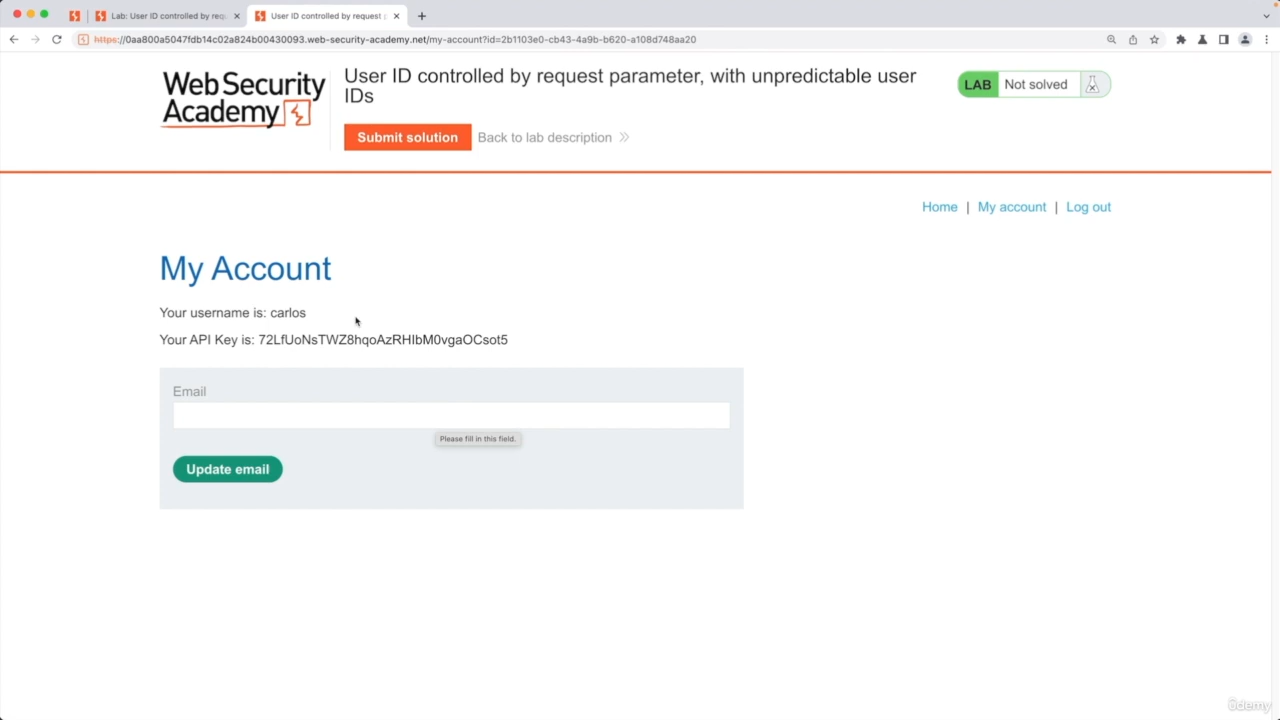 Lab: User ID controlled by requ
User ID controlled by request p
https://0aa800a5047fdb14c02a824b00430093.web-security-academy.net/my-account?id=2b1103e0-cb43-4a9b-b620-a108d748aa20
Web Security
Academy
User ID controlled by request parameter, with unpredictable user
IDs
LAB Not solved
Submit solution Back to lab description
Home | My account | Log out
My Account
Your username is: carlos
Your API Key is: 72LfUoNsTWZ8hqoAzRHIbM0vgaOCsot5
Email
Please fill in this field.
Update email
ûdemy